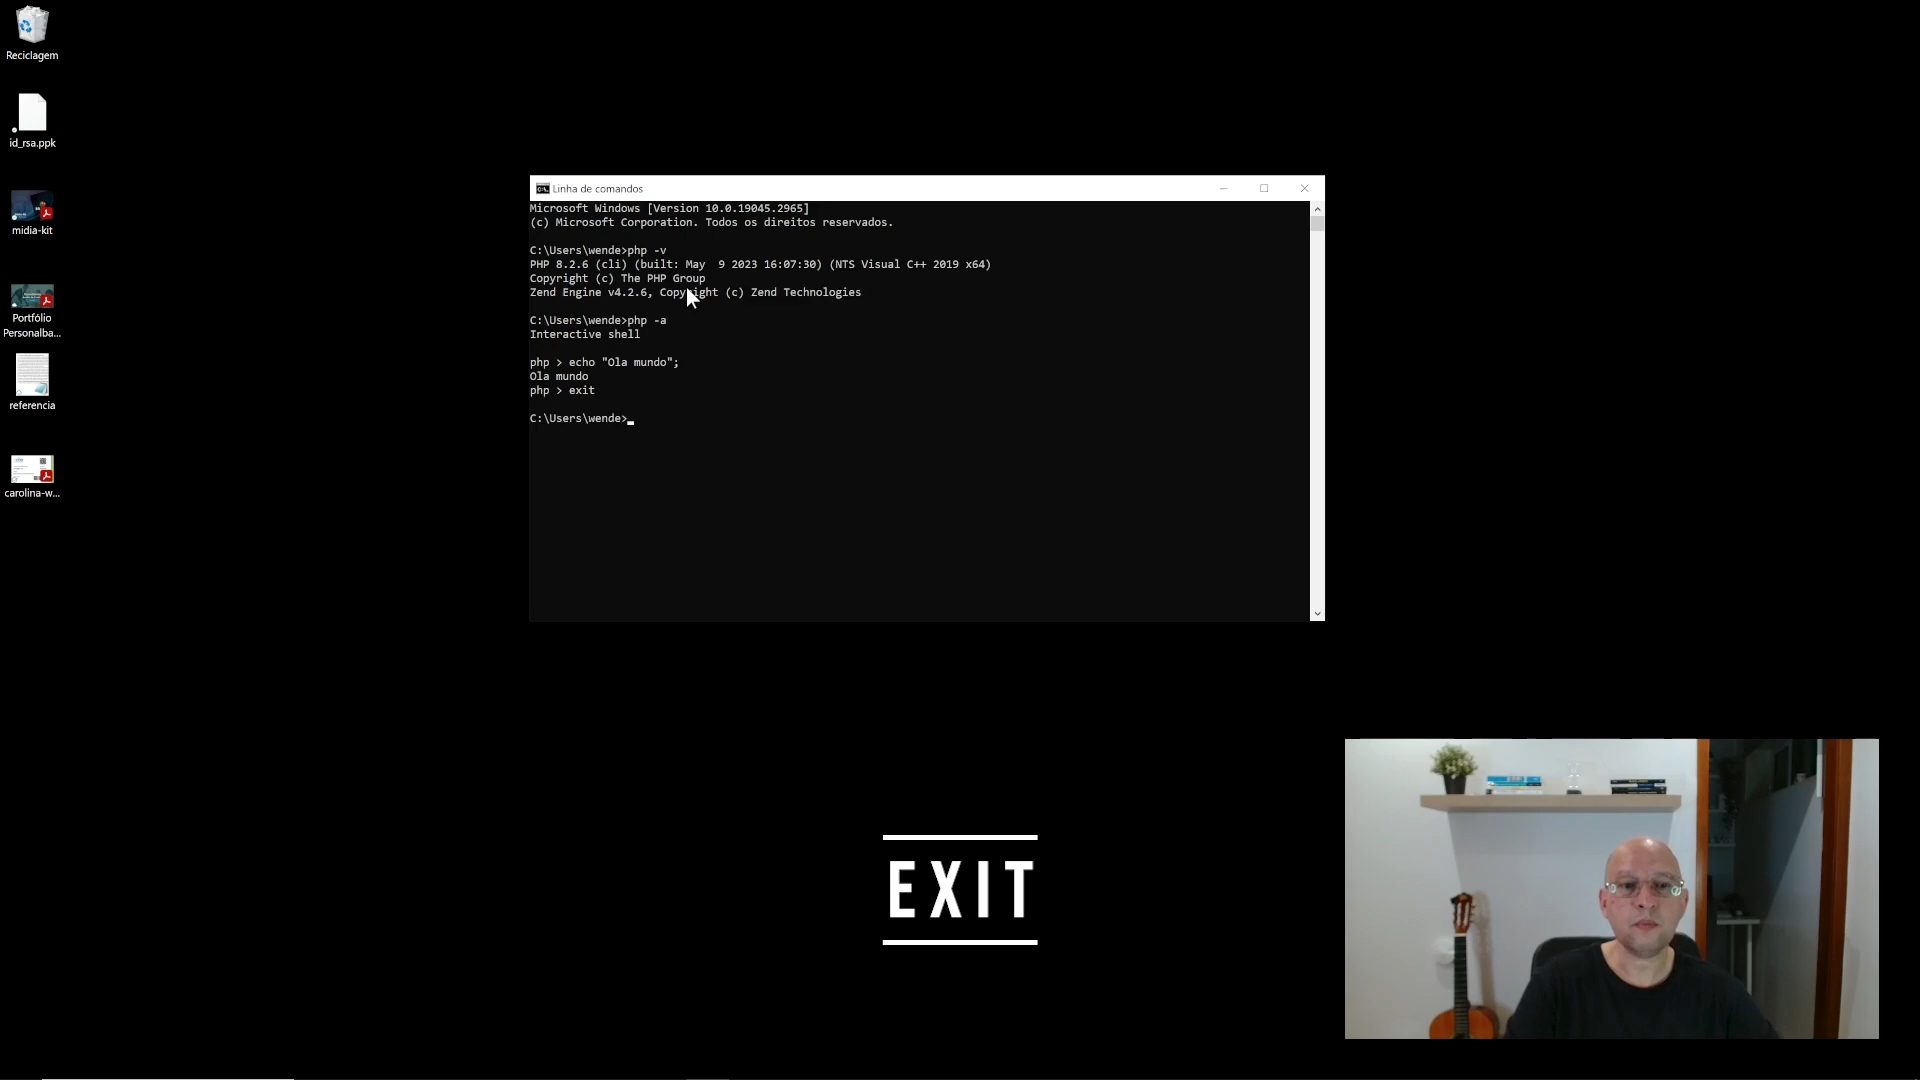 Reciclagem
id_rsa.ppk
midia-kit
Portfólio
Personalba...
referencia
carolina-w...
Linha de comandos
Microsoft Windows [Version 10.0.19045.2965]
(c) Microsoft Corporation. Todos os direitos reservados.
C:\Users\wende>php -v
PHP 8.2.6 (cli) (built: May  9 2023 16:07:30) (NTS Visual C++ 2019 x64)
Copyright (c) The PHP Group
Zend Engine v4.2.6, Copyright (c) Zend Technologies
C:\Users\wende>php -a
Interactive shell
php > echo "Ola mundo";
Ola mundo
php > exit
C:\Users\wende>
EXIT